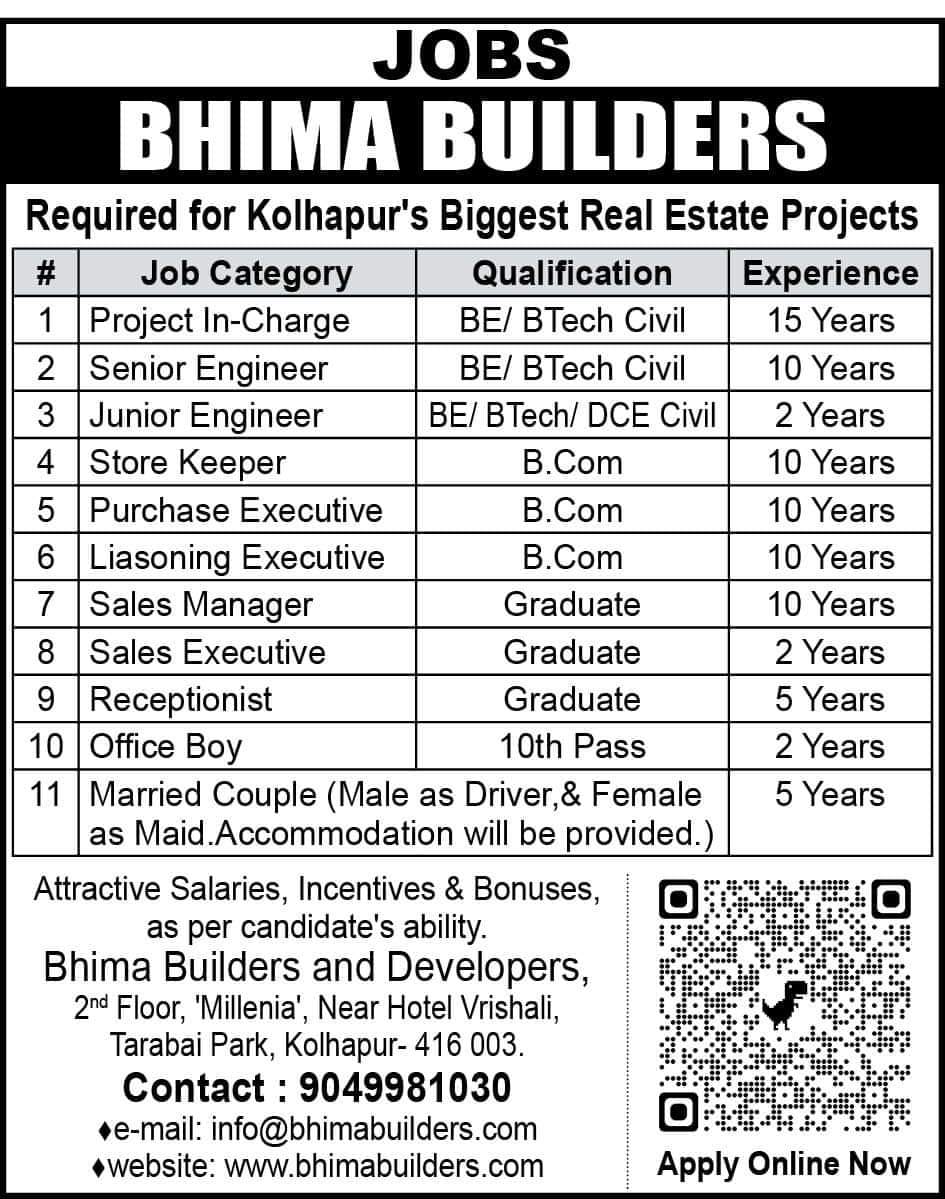 JOBS
BHIMA BUILDERS
Required for Kolhapur's Biggest Real Estate Projects
# Job Category Qualification Experience
1 Project In-Charge BE/ BTech Civil 15 Years
2 Senior Engineer BE/ BTech Civil 10 Years
3 Junior Engineer BE/ BTech/ DCE Civil 2 Years
4 Store Keeper B.Com 10 Years
5 Purchase Executive B.Com 10 Years
6 Liasoning Executive B.Com 10 Years
7 Sales Manager Graduate 10 Years
8 Sales Executive Graduate 2 Years
9 Receptionist Graduate 5 Years
10 Office Boy 10th Pass 2 Years
11 Married Couple (Male as Driver,& Female 5 Years
as Maid.Accommodation will be provided.)
Attractive Salaries, Incentives & Bonuses,
as per candidate's ability.
Bhima Builders and Developers,
2nd Floor, 'Millenia', Near Hotel Vrishali,
Tarabai Park, Kolhapur- 416 003.
Contact : 9049981030
♦e-mail: info@bhimabuilders.com
♦website: www.bhimabuilders.com
Apply Online Now